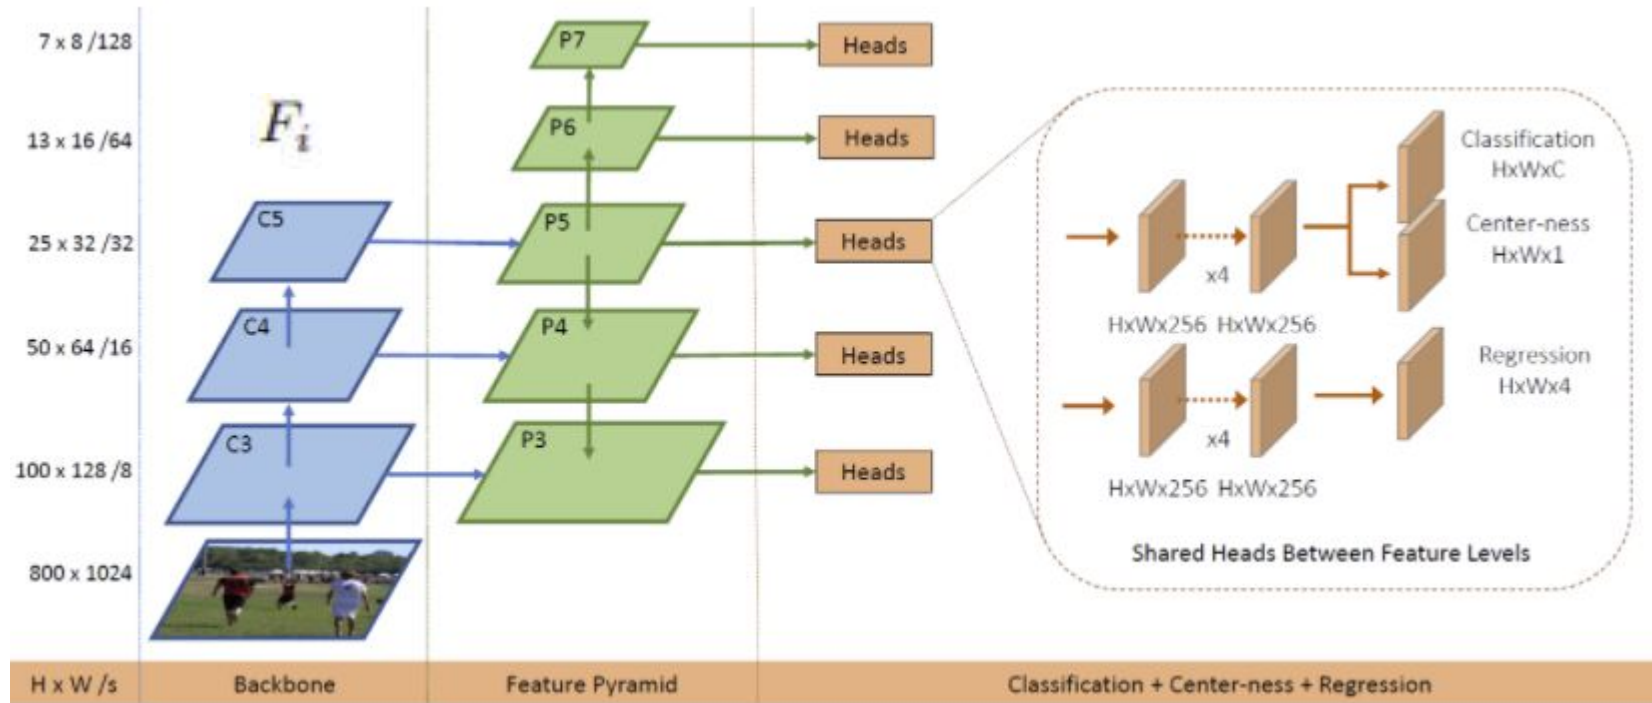 7 x 8 /128
13 x 16 /64
25 x 32 /32
50 x 64 /16
100 x 128 /8
800 x 1024
H x W /s
F_i
C5
C4
C3
Backbone
P7
P6
P5
P4
P3
Feature Pyramid
Heads
Heads
Heads
Heads
Heads
Classification
HxWxC
Center-ness
HxWx1
x4
HxWx256 HxWx256
Regression
HxWx4
x4
HxWx256 HxWx256
Shared Heads Between Feature Levels
Classification + Center-ness + Regression